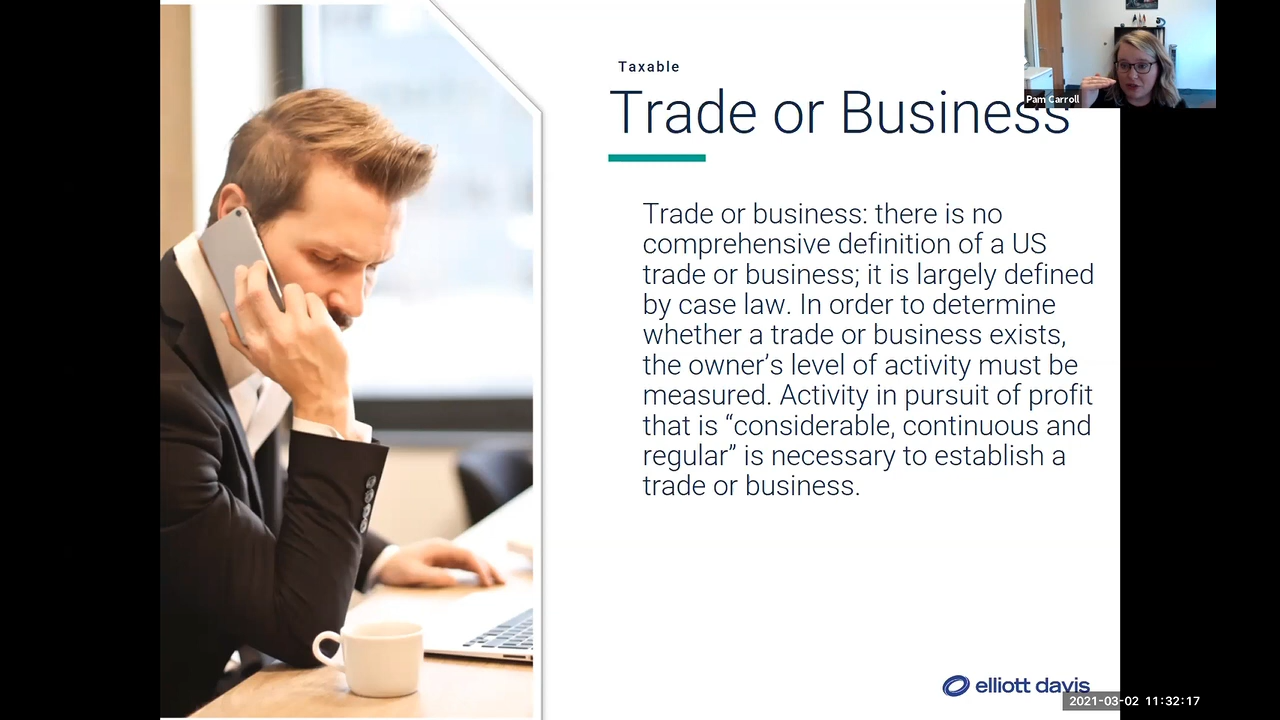 Taxable
Pam Carroll
Trade or Business
Trade or business: there is no
comprehensive definition of a US
trade or business; it is largely defined
by case law. In order to determine
whether a trade or business exists,
the owner’s level of activity must be
measured. Activity in pursuit of profit
that is “considerable, continuous and
regular” is necessary to establish a
trade or business.
elliott davis
2021-03-02 11:32:17